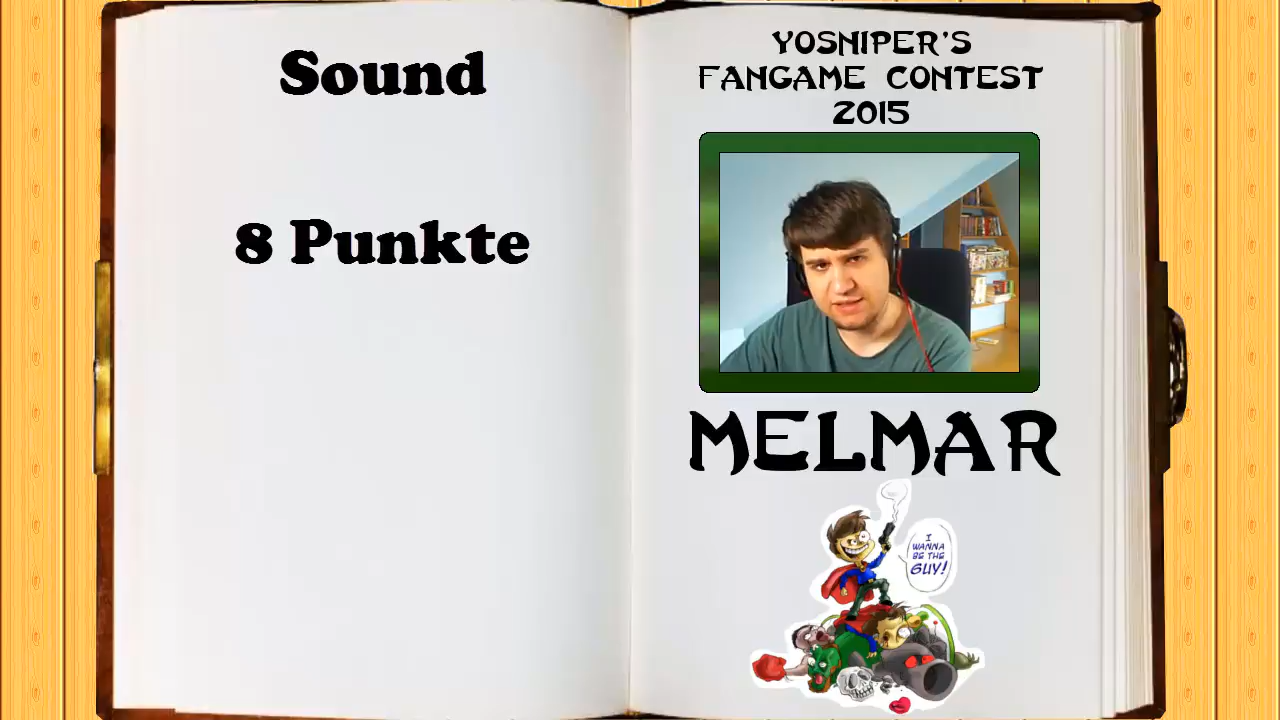 Sound
8 Punkte
YOSNIPER'S
FANGAME CONTEST
2015
MELMAR
I
WANNA
BE THE
GUY!